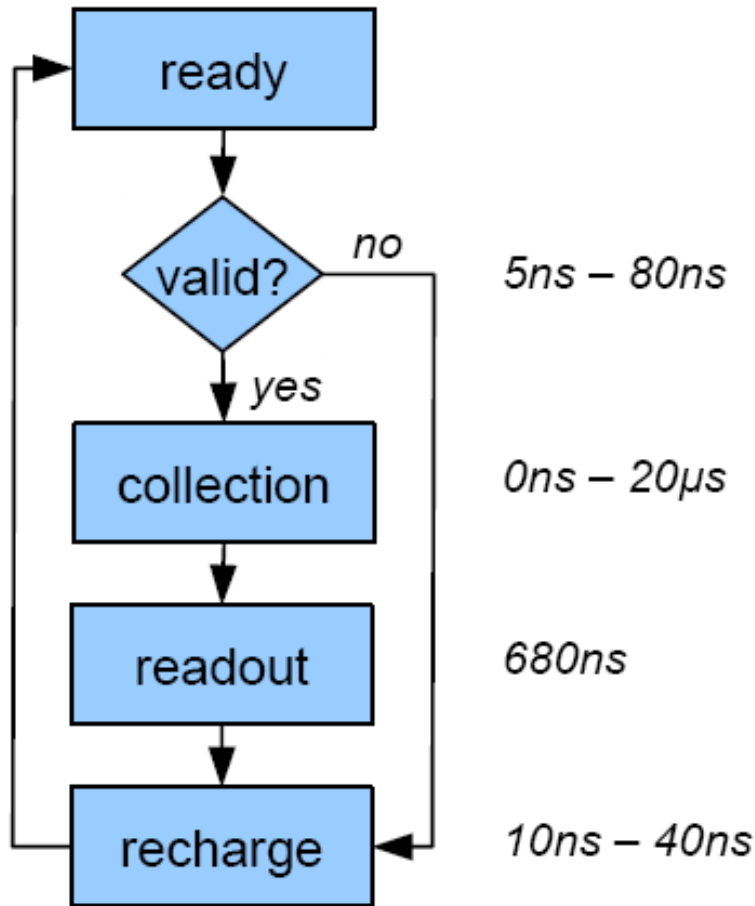 ready
valid?
no
5ns – 80ns
yes
collection
0ns – 20µs
readout
680ns
recharge
10ns – 40ns